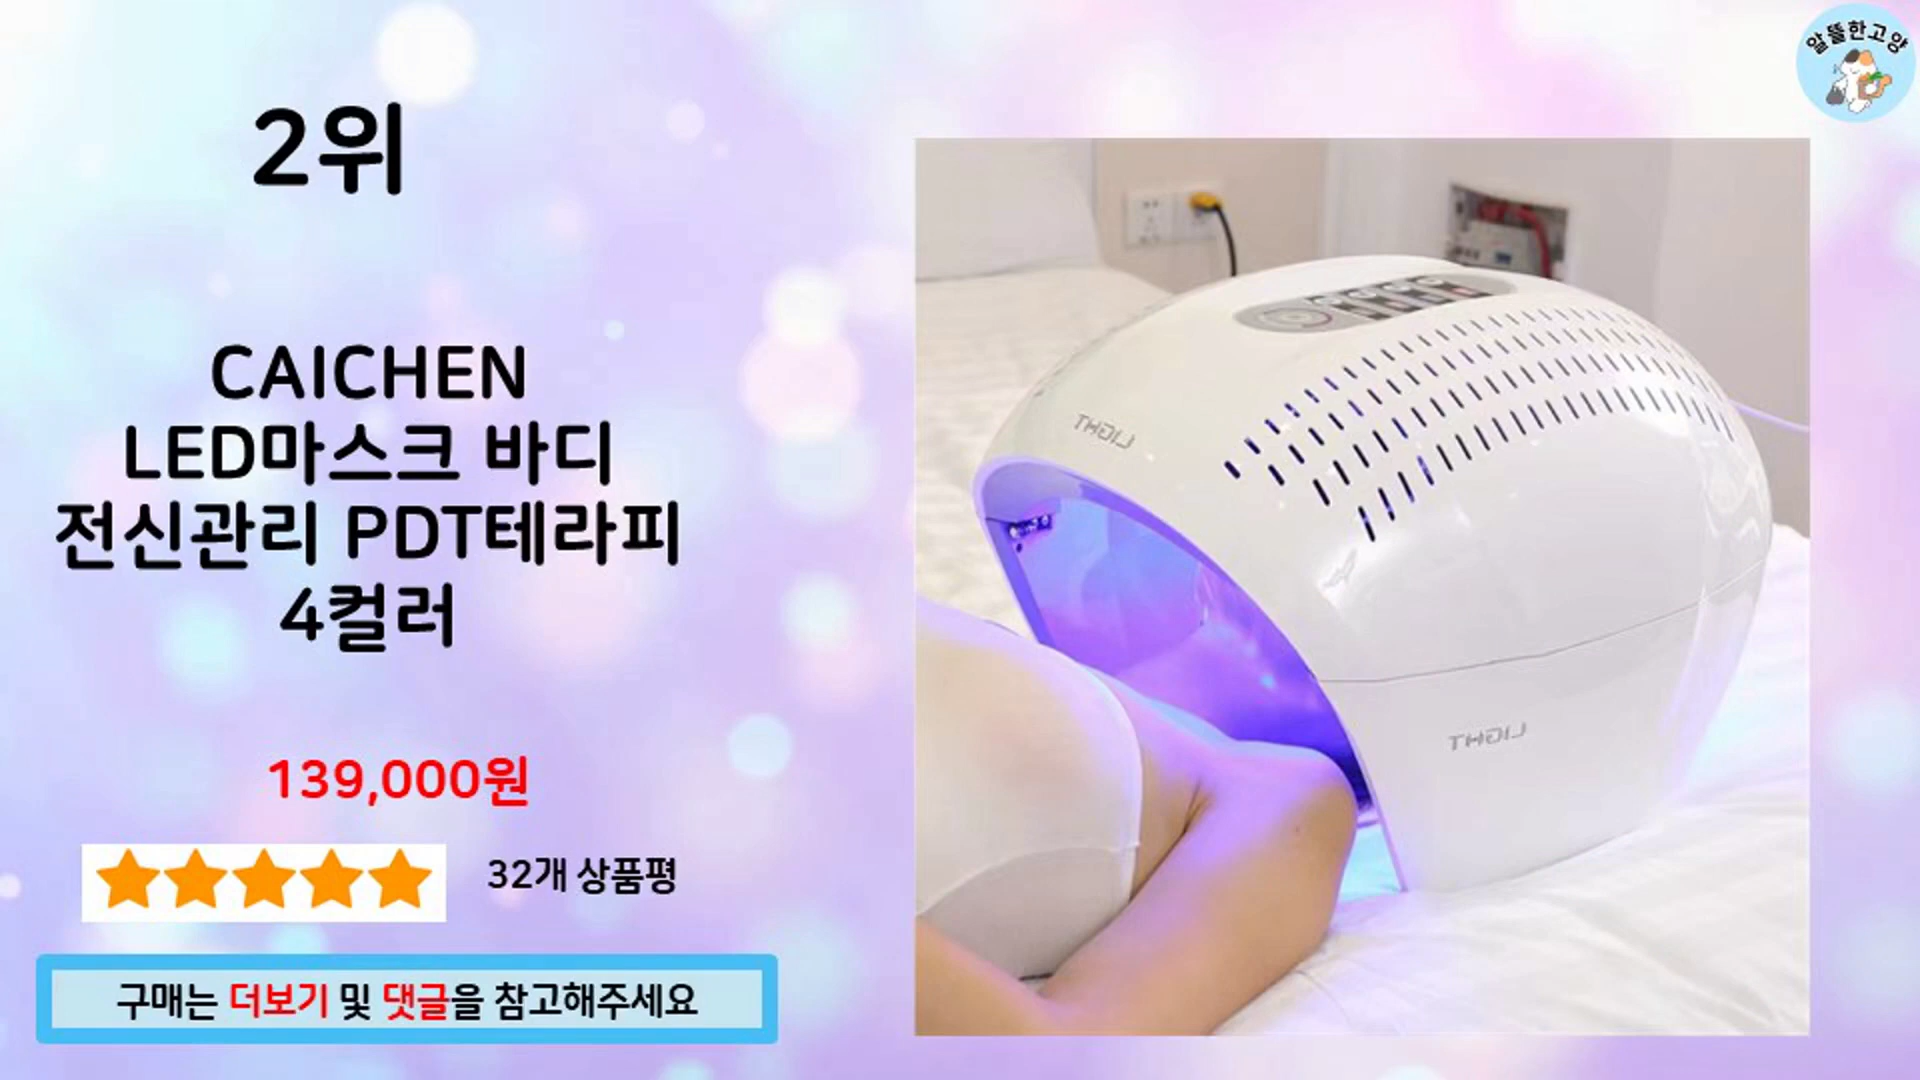 알뜰한고양
2위
CAICHEN
LED마스크 바디
전신관리 PDT테라피
4컬러
139,000원
32개 상품평
구매는 더보기 및 댓글을 참고해주세요
LIGHT
LIGHT